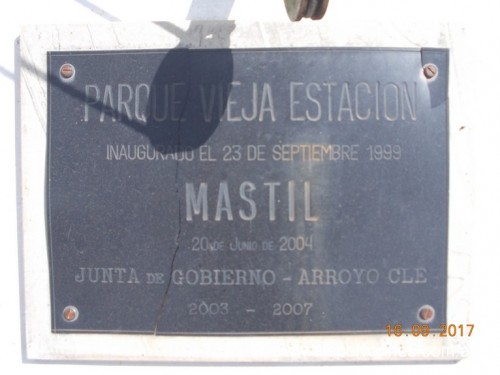 PARQUE VIEJA ESTACION
INAUGURADO EL 23 DE SEPTIEMBRE 1999
MASTIL
20 DE JUNIO DE 2004
JUNTA DE GOBIERNO - ARROYO CLE
2003 - 2007
16.09.2017